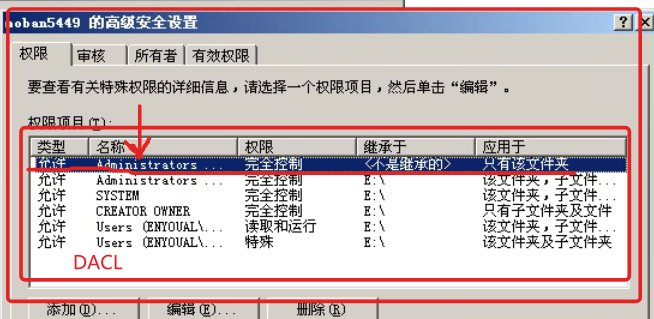 moban5449 的高级安全设置
权限 审核 所有者 有效权限
要查看有关特殊权限的详细信息，请选择一个权限项目，然后单击“编辑”。
权限项目(T):
类型 名称 权限 继承于 应用于
允许 Administrators ... 完全控制 <不是继承的> 只有该文件夹
允许 Administrators ... 完全控制 E:\ 该文件夹，子文件...
允许 SYSTEM 完全控制 E:\ 该文件夹，子文件...
允许 CREATOR OWNER 完全控制 E:\ 只有子文件夹及文件
允许 Users (ENYOUAL\... 读取和运行 E:\ 该文件夹，子文件...
允许 Users (ENYOUAL\... 特殊 E:\ 该文件夹及子文件夹
DACL
添加(D)... 编辑(E)... 删除(R)